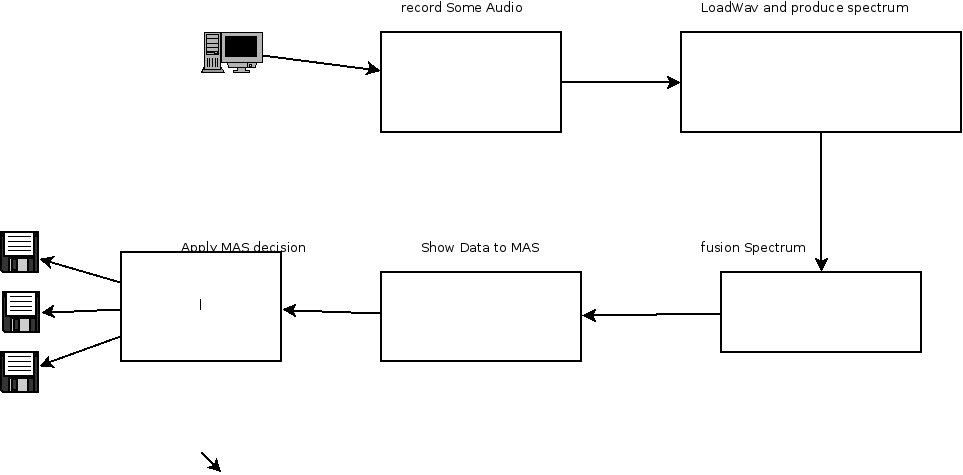 record Some Audio
LoadWav and produce spectrum
Apply MAS decision
Show Data to MAS
fusion Spectrum